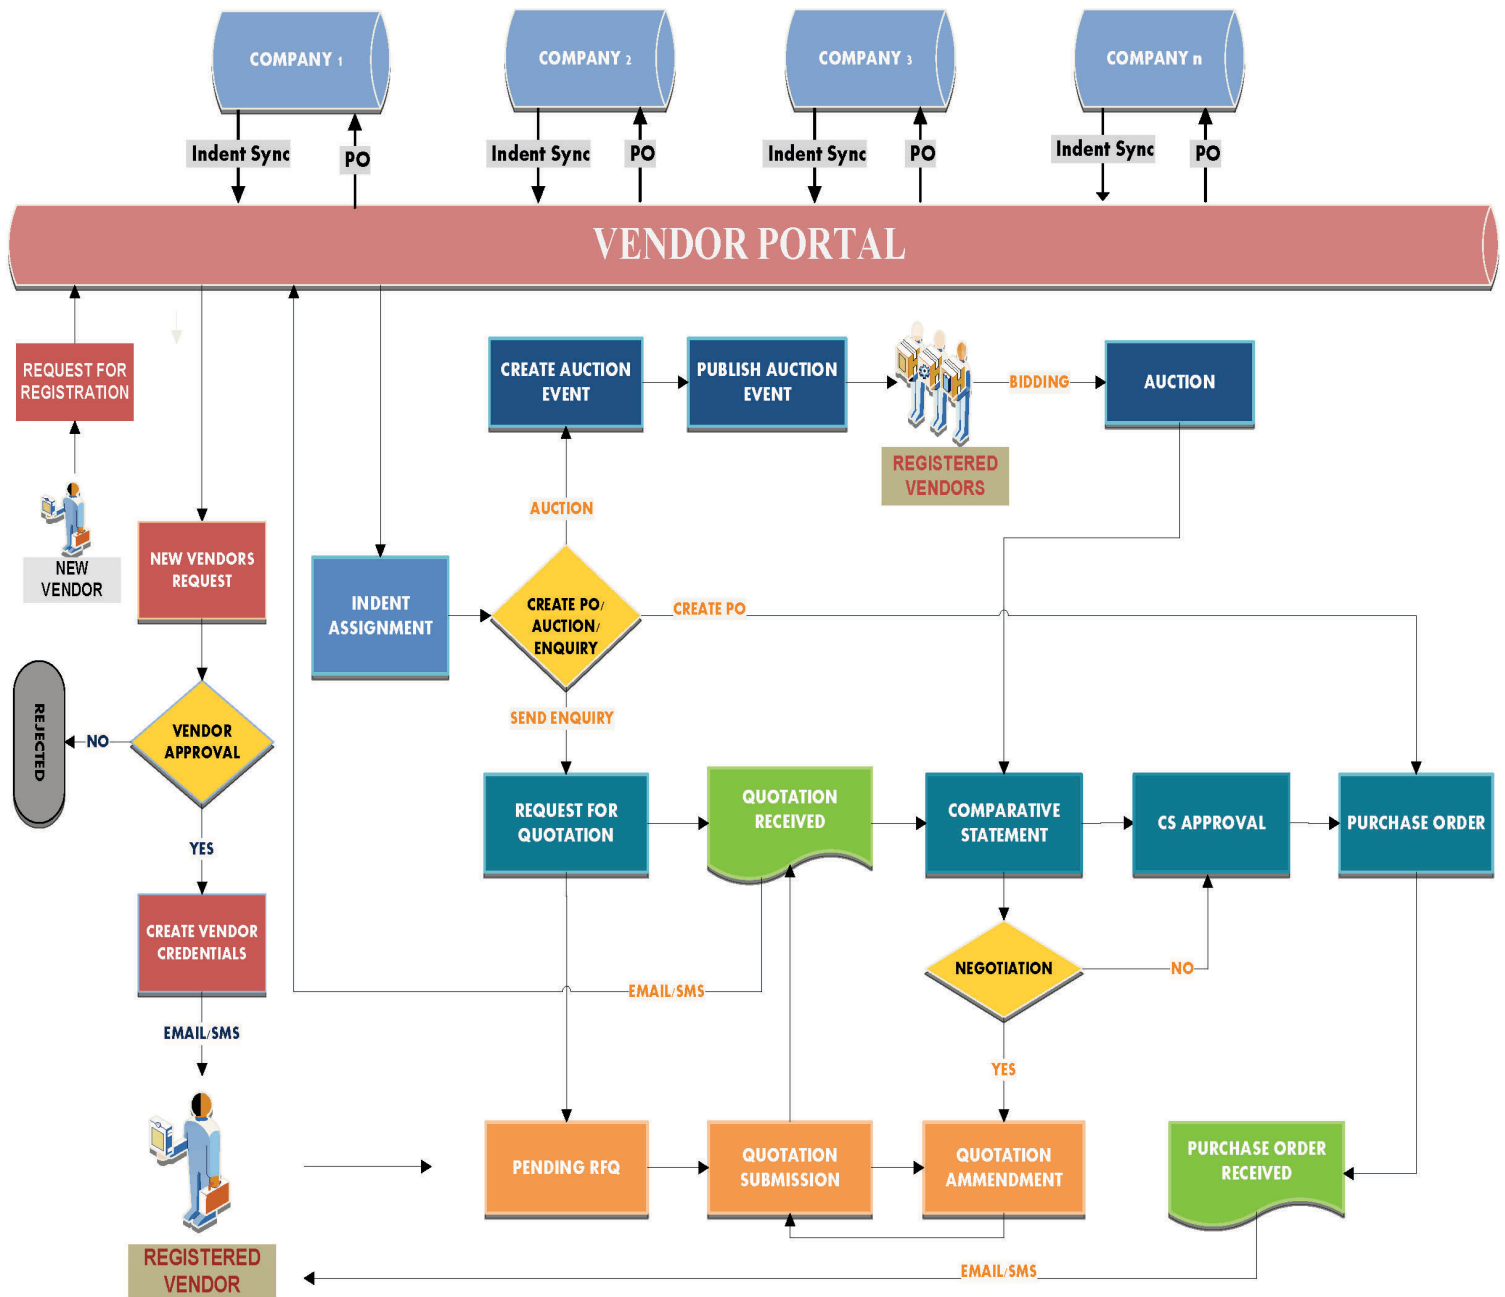 COMPANY 1
COMPANY 2
COMPANY 3
COMPANY n
Indent Sync
PO
Indent Sync
PO
Indent Sync
PO
Indent Sync
PO
VENDOR PORTAL
REQUEST FOR
REGISTRATION
NEW
VENDOR
CREATE AUCTION
EVENT
PUBLISH AUCTION
EVENT
REGISTERED
VENDORS
BIDDING
AUCTION
AUCTION
NEW VENDORS
REQUEST
INDENT
ASSIGNMENT
CREATE PO/
AUCTION/
ENQUIRY
CREATE PO
SEND ENQUIRY
REJECTED
NO
VENDOR
APPROVAL
YES
REQUEST FOR
QUOTATION
QUOTATION
RECEIVED
COMPARATIVE
STATEMENT
CS APPROVAL
PURCHASE ORDER
CREATE VENDOR
CREDENTIALS
EMAIL/SMS
EMAIL/SMS
NEGOTIATION
NO
YES
PENDING RFQ
QUOTATION
SUBMISSION
QUOTATION
AMMENDMENT
PURCHASE ORDER
RECEIVED
REGISTERED
VENDOR
EMAIL/SMS